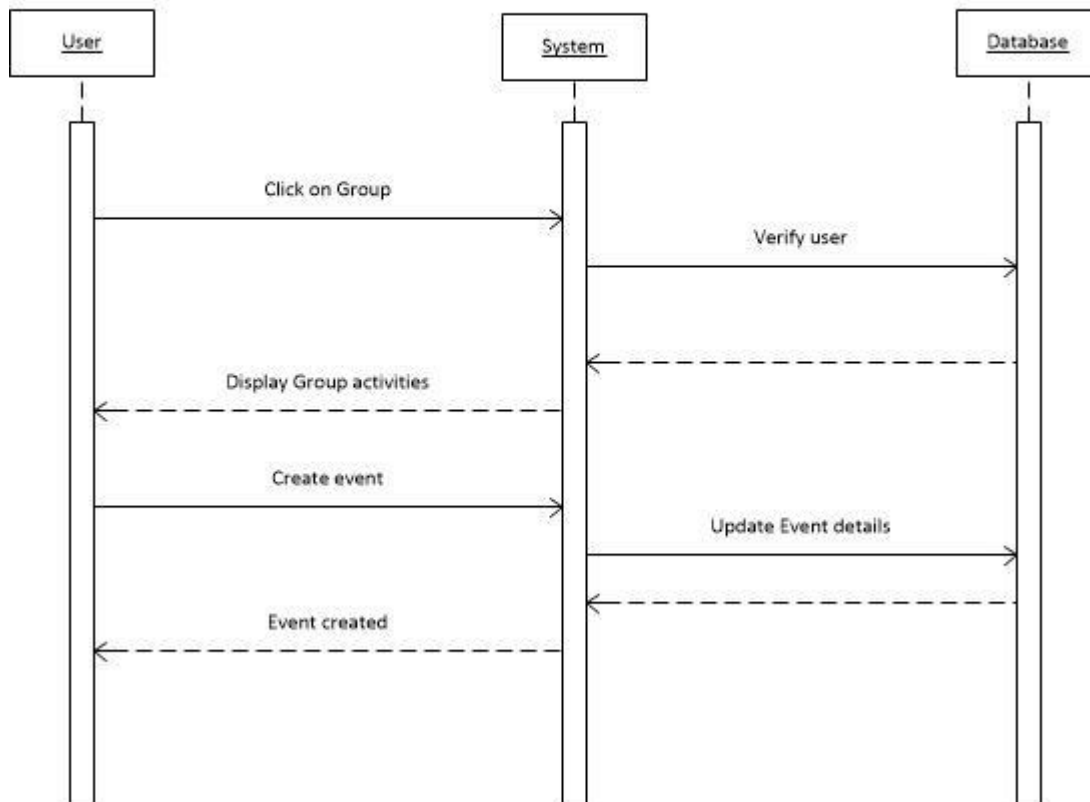 User
System
Database
Click on Group
Verify user
Display Group activities
Create event
Update Event details
Event created